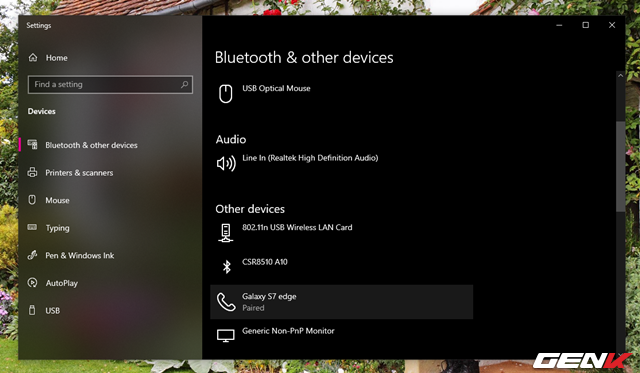 Settings
Home
Find a setting
Devices
Bluetooth & other devices
Printers & scanners
Mouse
Typing
Pen & Windows Ink
AutoPlay
USB
Bluetooth & other devices
USB Optical Mouse
Audio
Line In (Realtek High Definition Audio)
Other devices
802.11n USB Wireless LAN Card
CSR8510 A10
Galaxy S7 edge
Paired
Generic Non-PnP Monitor
GENK